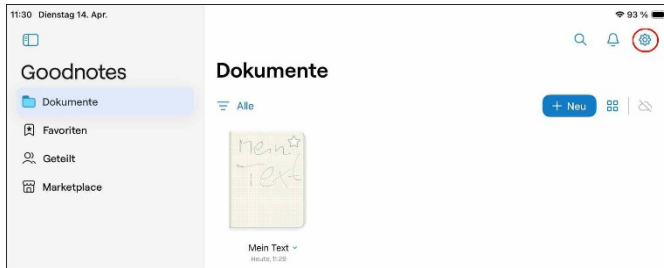 11:30 Dienstag 14. Apr.
93 %
Goodnotes
Dokumente
Favoriten
Geteilt
Marketplace
Dokumente
Alle
+ Neu
Mein Text
Mein Text
Heute, 11:29